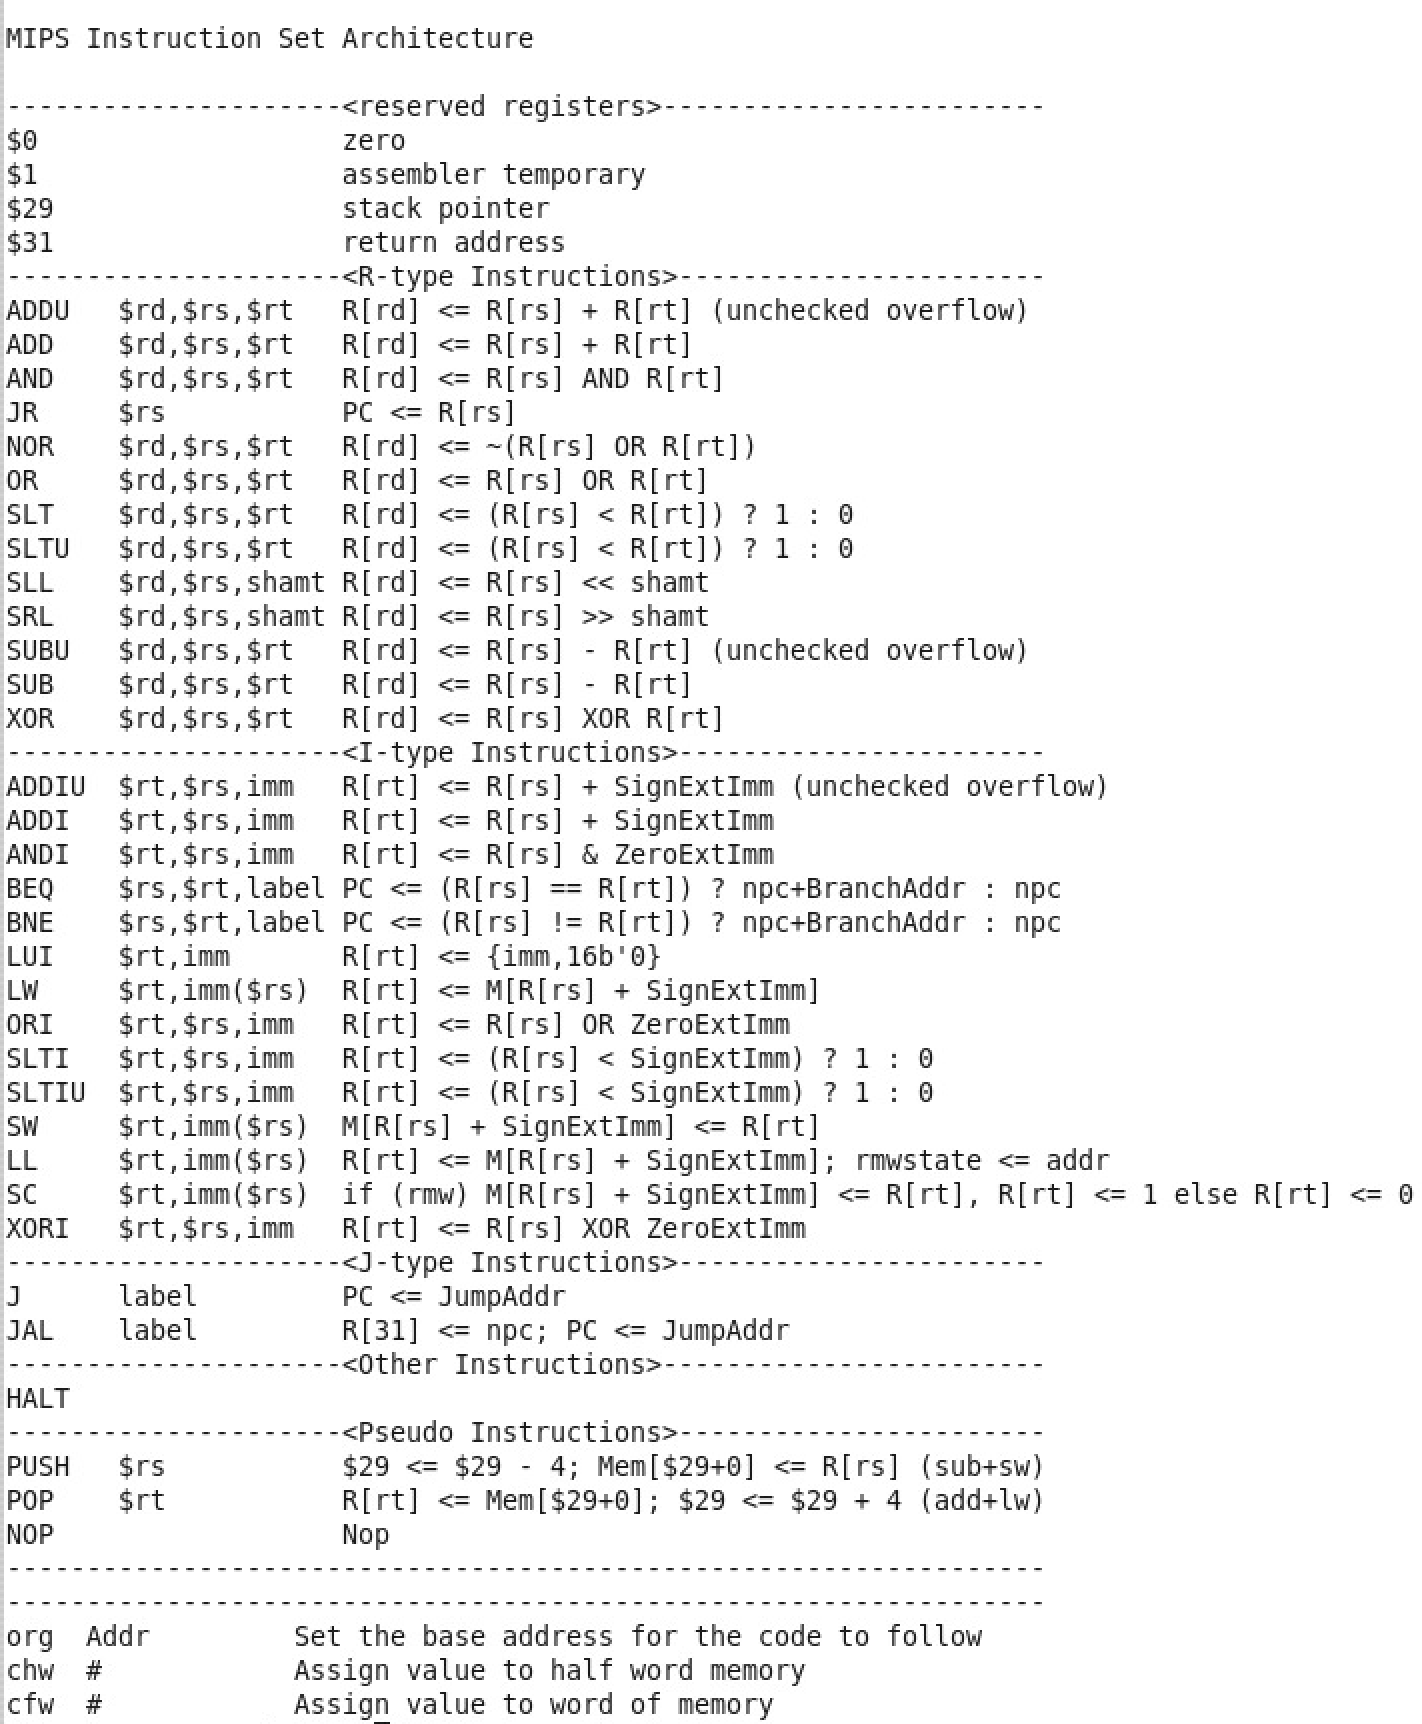 MIPS Instruction Set Architecture
---------------------<reserved registers>------------------------
$0                   zero
$1                   assembler temporary
$29                  stack pointer
$31                  return address
---------------------<R-type Instructions>-----------------------
ADDU   $rd,$rs,$rt   R[rd] <= R[rs] + R[rt] (unchecked overflow)
ADD    $rd,$rs,$rt   R[rd] <= R[rs] + R[rt]
AND    $rd,$rs,$rt   R[rd] <= R[rs] AND R[rt]
JR     $rs           PC <= R[rs]
NOR    $rd,$rs,$rt   R[rd] <= ~(R[rs] OR R[rt])
OR     $rd,$rs,$rt   R[rd] <= R[rs] OR R[rt]
SLT    $rd,$rs,$rt   R[rd] <= (R[rs] < R[rt]) ? 1 : 0
SLTU   $rd,$rs,$rt   R[rd] <= (R[rs] < R[rt]) ? 1 : 0
SLL    $rd,$rs,shamt R[rd] <= R[rs] << shamt
SRL    $rd,$rs,shamt R[rd] <= R[rs] >> shamt
SUBU   $rd,$rs,$rt   R[rd] <= R[rs] - R[rt] (unchecked overflow)
SUB    $rd,$rs,$rt   R[rd] <= R[rs] - R[rt]
XOR    $rd,$rs,$rt   R[rd] <= R[rs] XOR R[rt]
---------------------<I-type Instructions>-----------------------
ADDIU  $rt,$rs,imm   R[rt] <= R[rs] + SignExtImm (unchecked overflow)
ADDI   $rt,$rs,imm   R[rt] <= R[rs] + SignExtImm
ANDI   $rt,$rs,imm   R[rt] <= R[rs] & ZeroExtImm
BEQ    $rs,$rt,label PC <= (R[rs] == R[rt]) ? npc+BranchAddr : npc
BNE    $rs,$rt,label PC <= (R[rs] != R[rt]) ? npc+BranchAddr : npc
LUI    $rt,imm       R[rt] <= {imm,16b'0}
LW     $rt,imm($rs)  R[rt] <= M[R[rs] + SignExtImm]
ORI    $rt,$rs,imm   R[rt] <= R[rs] OR ZeroExtImm
SLTI   $rt,$rs,imm   R[rt] <= (R[rs] < SignExtImm) ? 1 : 0
SLTIU  $rt,$rs,imm   R[rt] <= (R[rs] < SignExtImm) ? 1 : 0
SW     $rt,imm($rs)  M[R[rs] + SignExtImm] <= R[rt]
LL     $rt,imm($rs)  R[rt] <= M[R[rs] + SignExtImm]; rmwstate <= addr
SC     $rt,imm($rs)  if (rmw) M[R[rs] + SignExtImm] <= R[rt], R[rt] <= 1 else R[rt] <= 0
XORI   $rt,$rs,imm   R[rt] <= R[rs] XOR ZeroExtImm
---------------------<J-type Instructions>-----------------------
J      label         PC <= JumpAddr
JAL    label         R[31] <= npc; PC <= JumpAddr
---------------------<Other Instructions>------------------------
HALT
---------------------<Pseudo Instructions>-----------------------
PUSH   $rs           $29 <= $29 - 4; Mem[$29+0] <= R[rs] (sub+sw)
POP    $rt           R[rt] <= Mem[$29+0]; $29 <= $29 + 4 (add+lw)
NOP                  Nop
-----------------------------------------------------------------
-----------------------------------------------------------------
org  Addr         Set the base address for the code to follow
chw  #            Assign value to half word memory
cfw  #            Assign value to word of memory